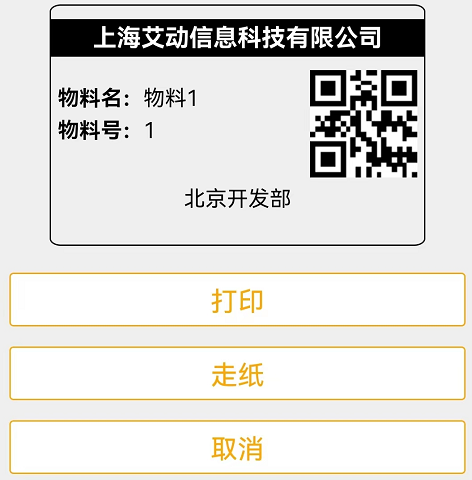 上海艾动信息科技有限公司
物料名：物料1
物料号：1
北京开发部
打印
走纸
取消